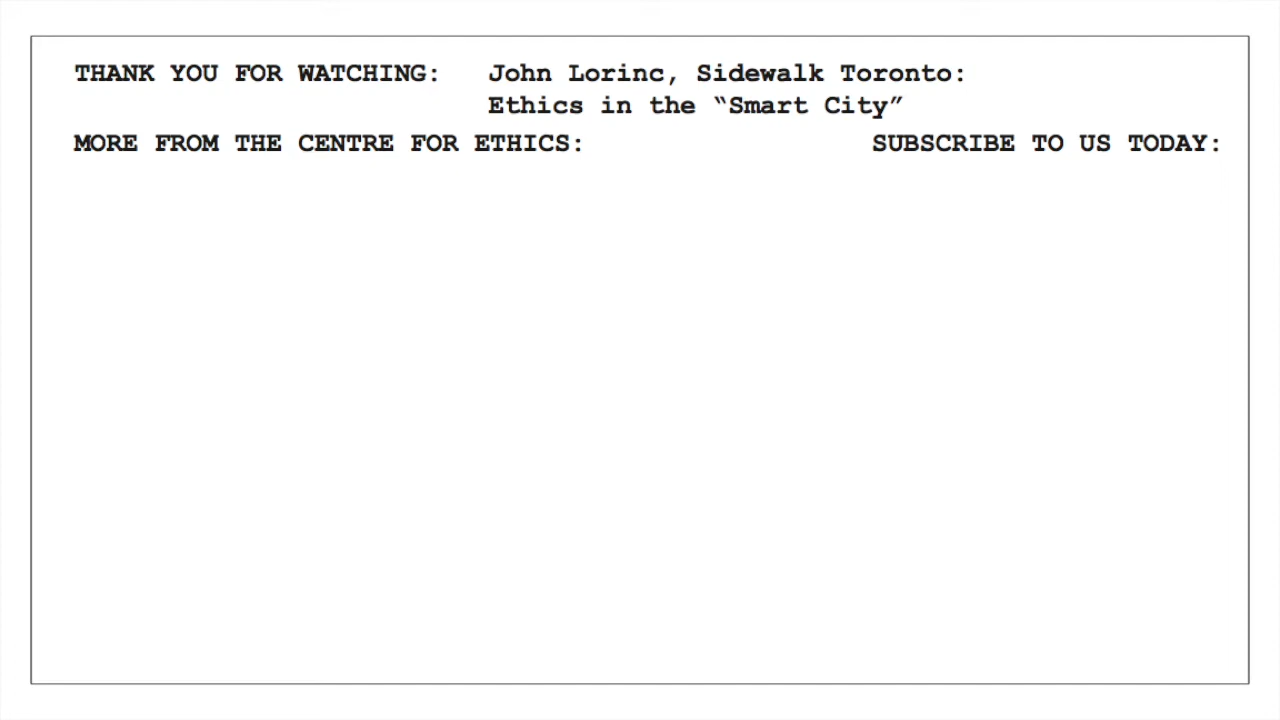 THANK YOU FOR WATCHING: John Lorinc, Sidewalk Toronto:
Ethics in the “Smart City”
MORE FROM THE CENTRE FOR ETHICS: SUBSCRIBE TO US TODAY: